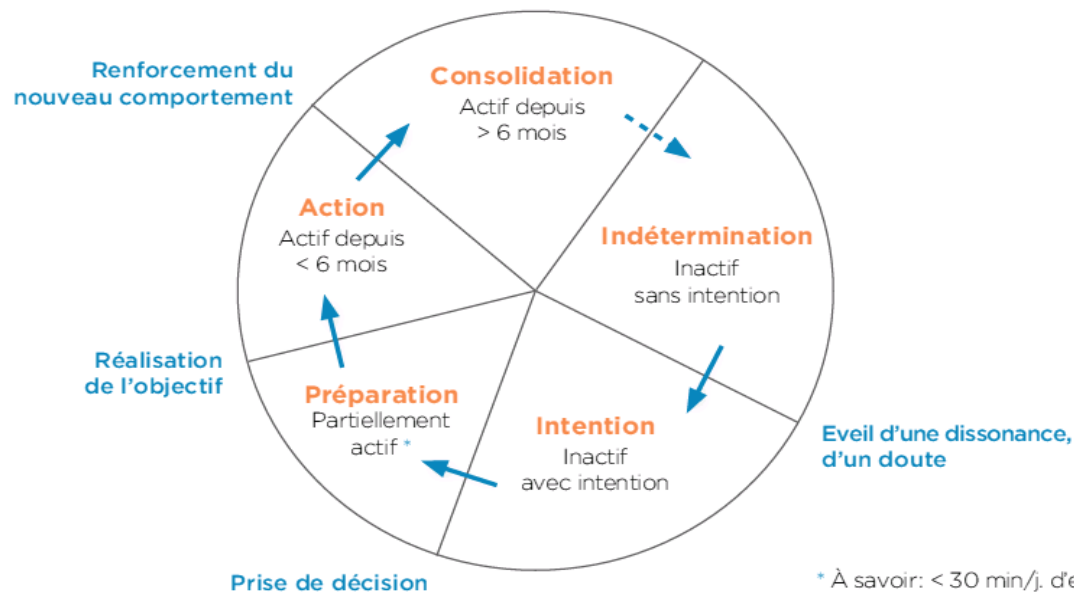 Renforcement du
nouveau comportement
Consolidation
Actif depuis
> 6 mois
Action
Actif depuis
< 6 mois
Indétermination
Inactif
sans intention
Réalisation
de l'objectif
Préparation
Partiellement
actif *
Intention
Inactif
avec intention
Eveil d'une dissonance,
d'un doute
Prise de décision
* À savoir: < 30 min/j.